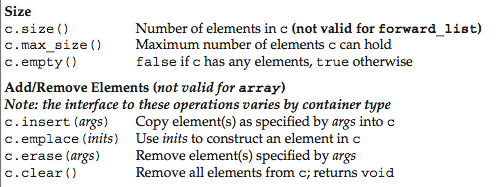 Size
c.size() Number of elements in c (not valid for forward_list)
c.max_size() Maximum number of elements c can hold
c.empty() false if c has any elements, true otherwise
Add/Remove Elements (not valid for array)
Note: the interface to these operations varies by container type
c.insert(args) Copy element(s) as specified by args into c
c.emplace(inits) Use inits to construct an element in c
c.erase(args) Remove element(s) specified by args
c.clear() Remove all elements from c; returns void